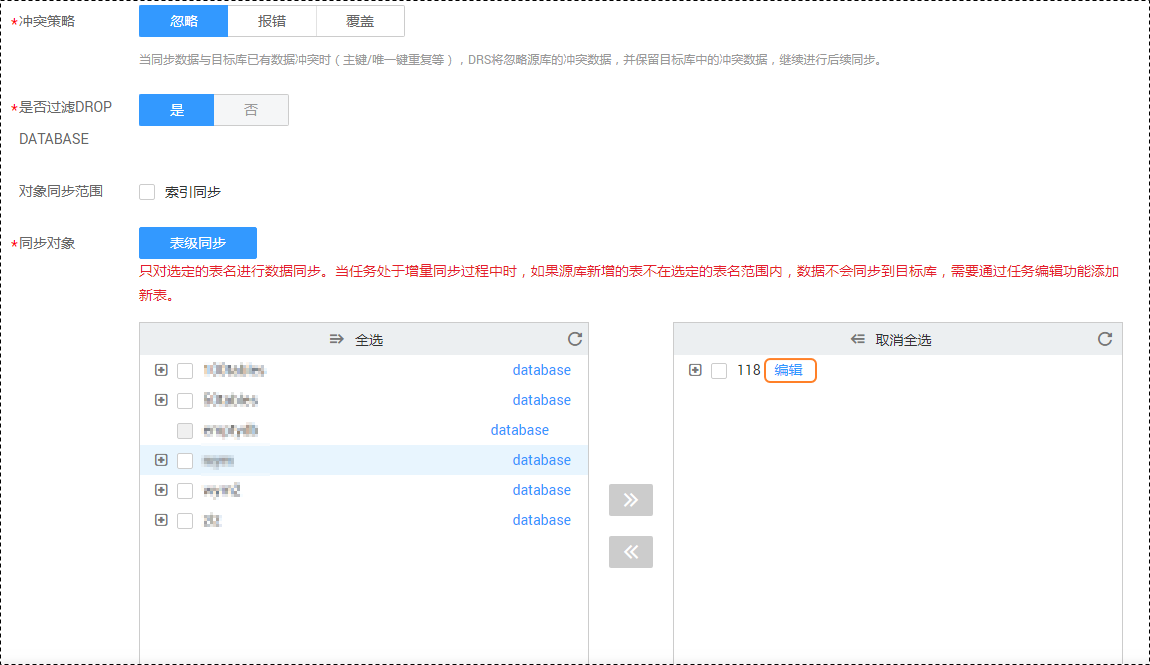 *冲突策略 忽略 报错 覆盖
当同步数据与目标库已有数据冲突时（主键/唯一键重复等），DRS将忽略源库的冲突数据，并保留目标库中的冲突数据，继续进行后续同步。
*是否过滤DROP 是 否
DATABASE
对象同步范围 索引同步
*同步对象 表级同步
只对选定的表名进行数据同步。当任务处于增量同步过程中时，如果源库新增的表不在选定的表名范围内，数据不会同步到目标库，需要通过任务编辑功能添加
新表。
全选 取消全选
100tables database 118 编辑
50tables database
emptydb database
database
wym2 database
database